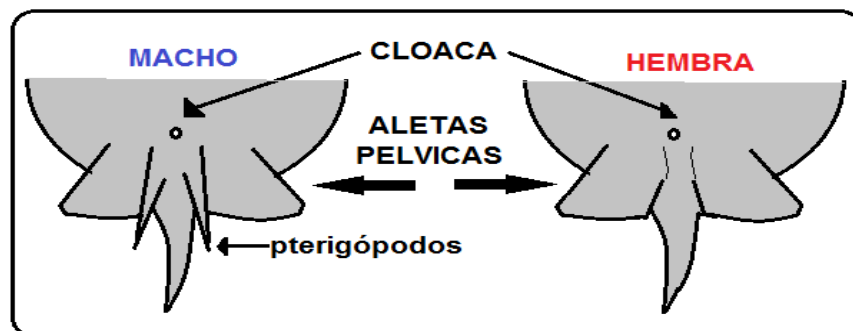 MACHO
CLOACA
HEMBRA
ALETAS
PELVICAS
pterigópodos